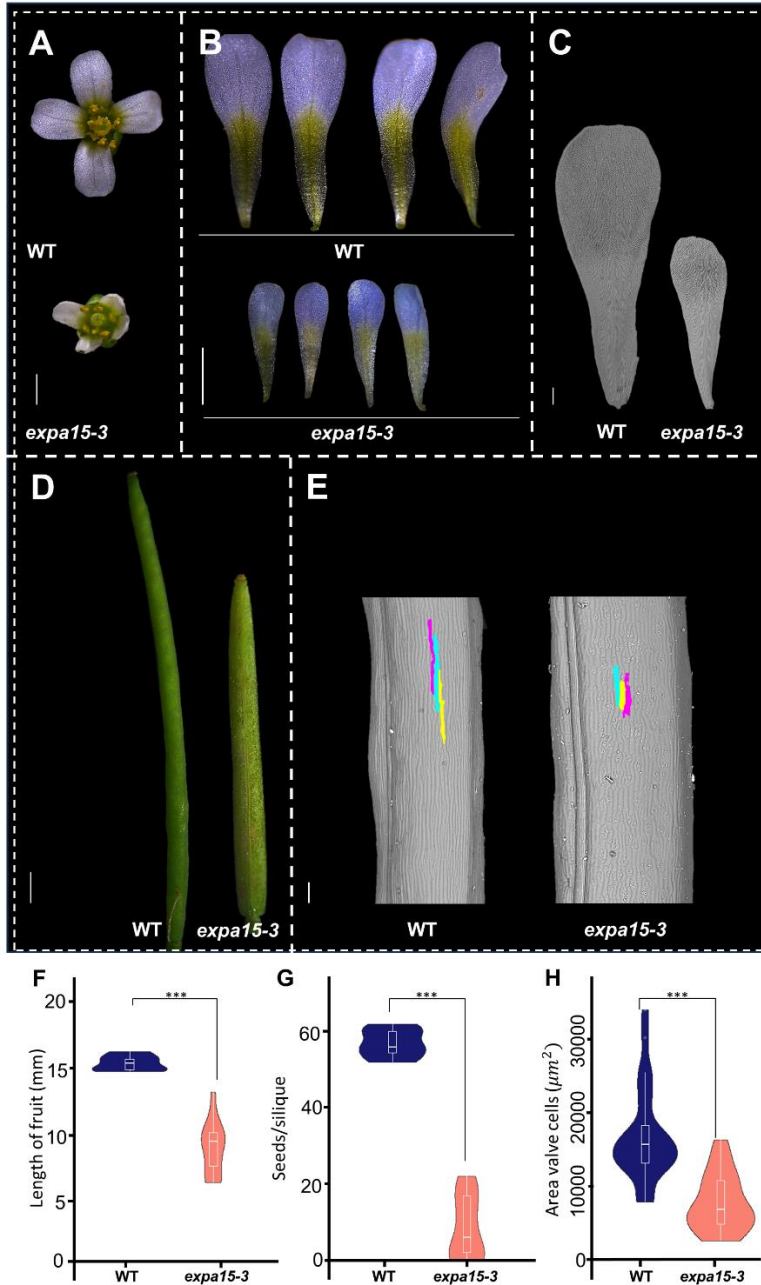 A
B
C
WT
WT
expa15-3
expa15-3
WT
expa15-3
D
E
WT
expa15-3
WT
expa15-3
F
G
H
***
***
***
Length of fruit (mm)
20
15
10
5
0
WT
expa15-3
Seeds/silique
60
40
20
0
WT
expa15-3
Area valve cells (μm²)
30000
20000
10000
0
WT
expa15-3